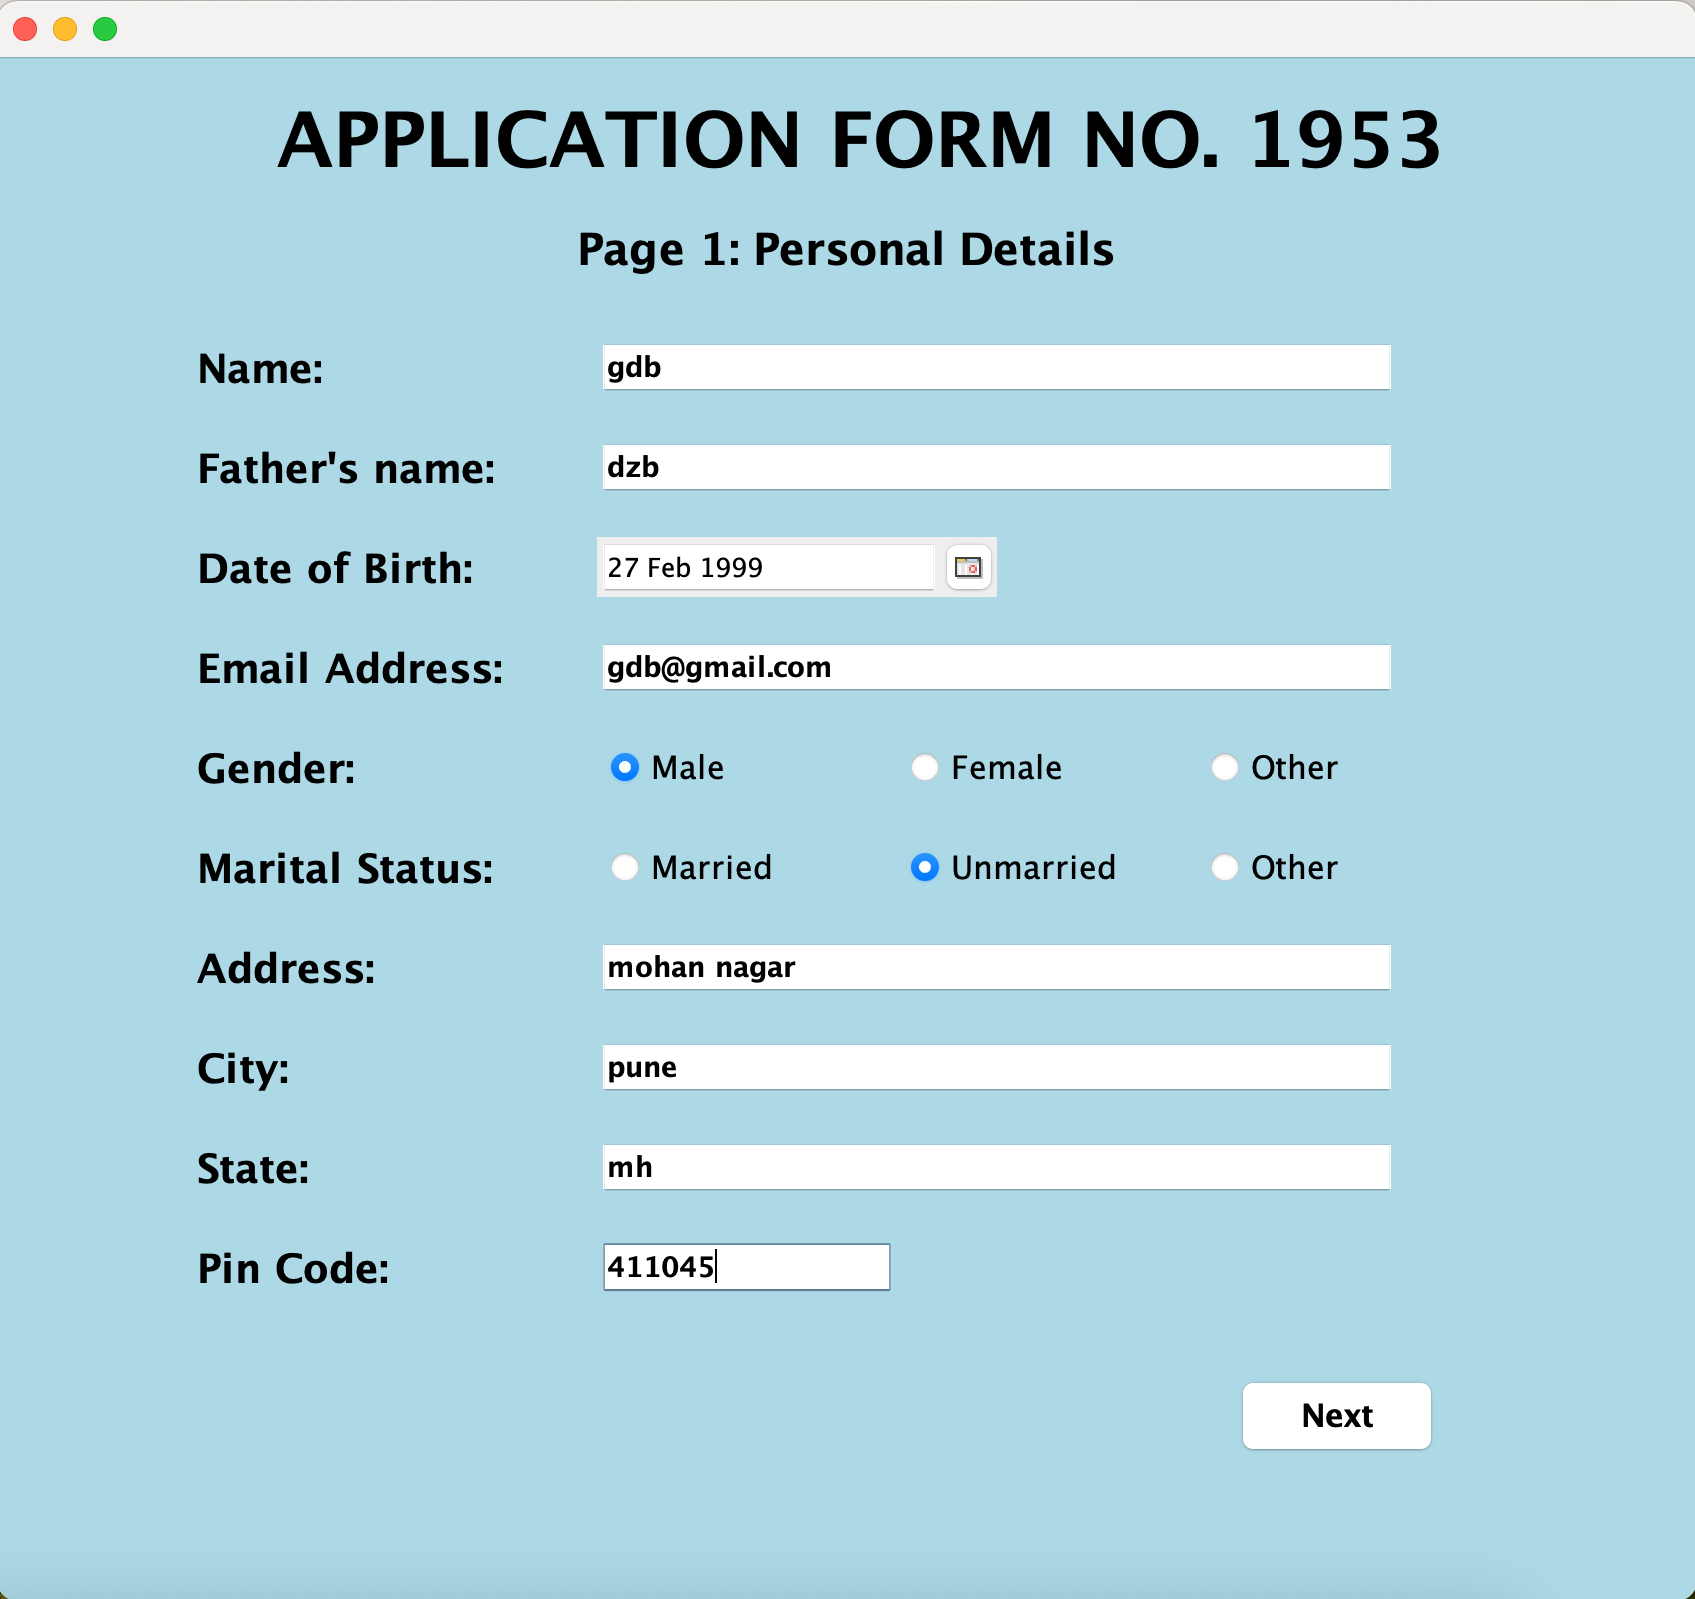 APPLICATION FORM NO. 1953
Page 1: Personal Details
Name: gdb
Father's name: dzb
Date of Birth: 27 Feb 1999
Email Address: gdb@gmail.com
Gender: Male Female Other
Marital Status: Married Unmarried Other
Address: mohan nagar
City: pune
State: mh
Pin Code: 411045
Next